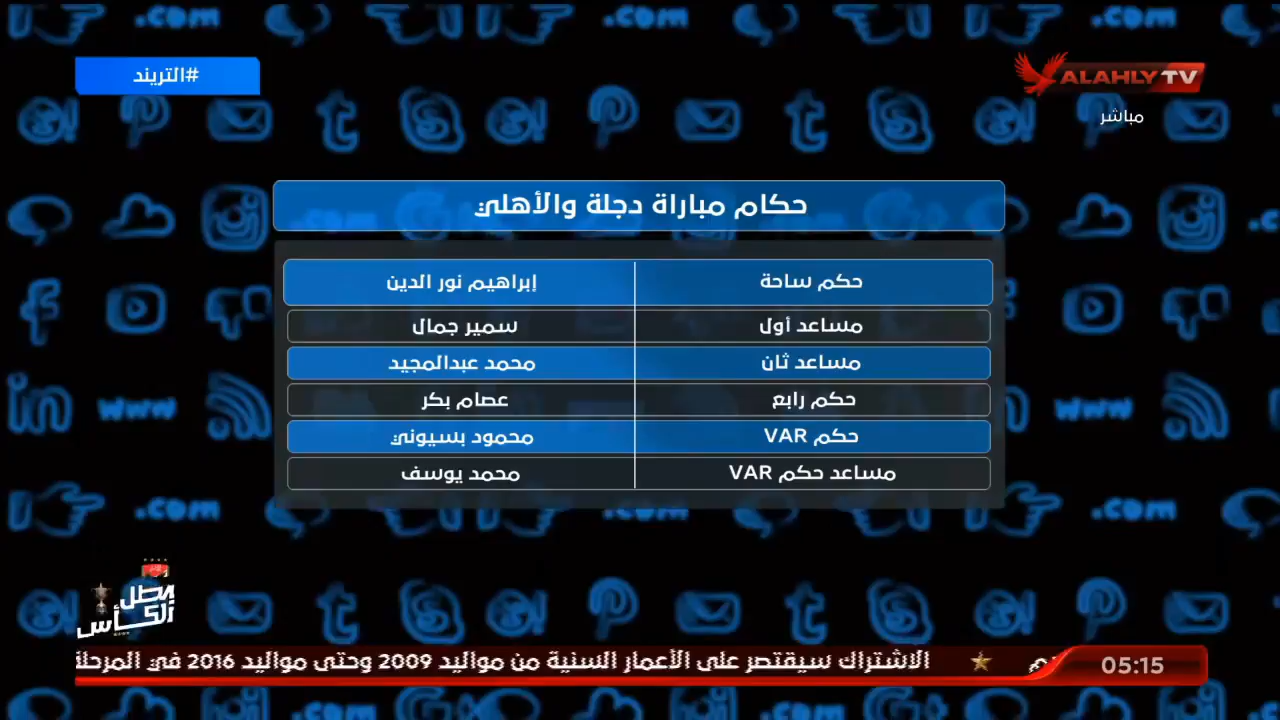 #التريند
ALAHLY TV
مباشر
حكام مباراة دجلة والأهلي
حكم ساحة إبراهيم نور الدين
مساعد أول سمير جمال
مساعد ثان محمد عبدالمجيد
حكم رابع عصام بكر
حكم VAR محمود بسيوني
مساعد حكم VAR محمد يوسف
بطل الكأس
الاشتراك سيقتصر على الأعمار السنية من مواليد 2009 وحتى مواليد 2016 في المرحلة
05:15